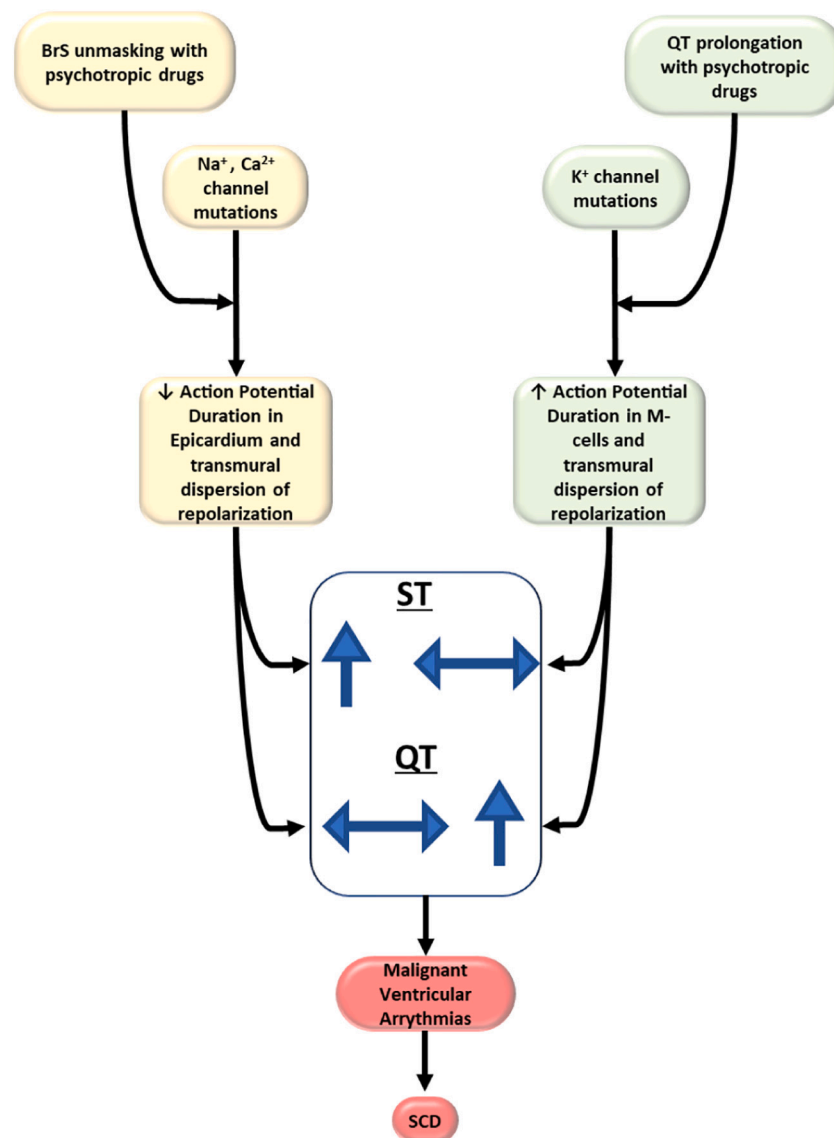 BrS unmasking with
psychotropic drugs
QT prolongation
with psychotropic
drugs
Na⁺, Ca²⁺
channel
mutations
K⁺ channel
mutations
↓ Action Potential
Duration in
Epicardium and
transmural
dispersion of
repolarization
↑ Action Potential
Duration in M-
cells and
transmural
dispersion of
repolarization
ST
QT
Malignant
Ventricular
Arrythmias
SCD